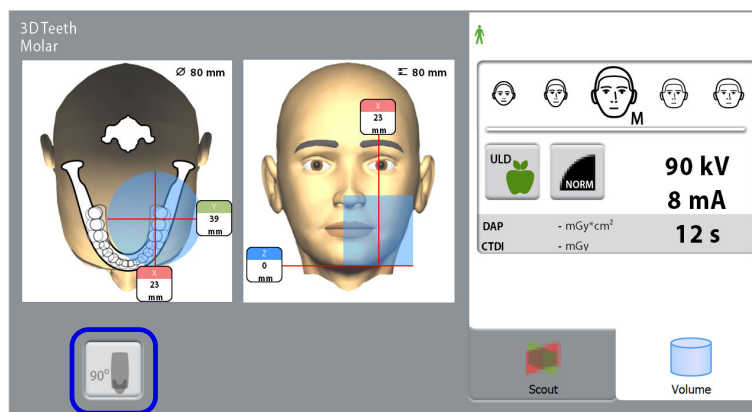 3D Teeth
Molar
Ø 80 mm
80 mm
X
23
mm
Y
39
mm
X
23
mm
Z
0
mm
90°
M
ULD
NORM
90 kV
8 mA
12 s
DAP - mGy*cm²
CTDI - mGy
Scout
Volume